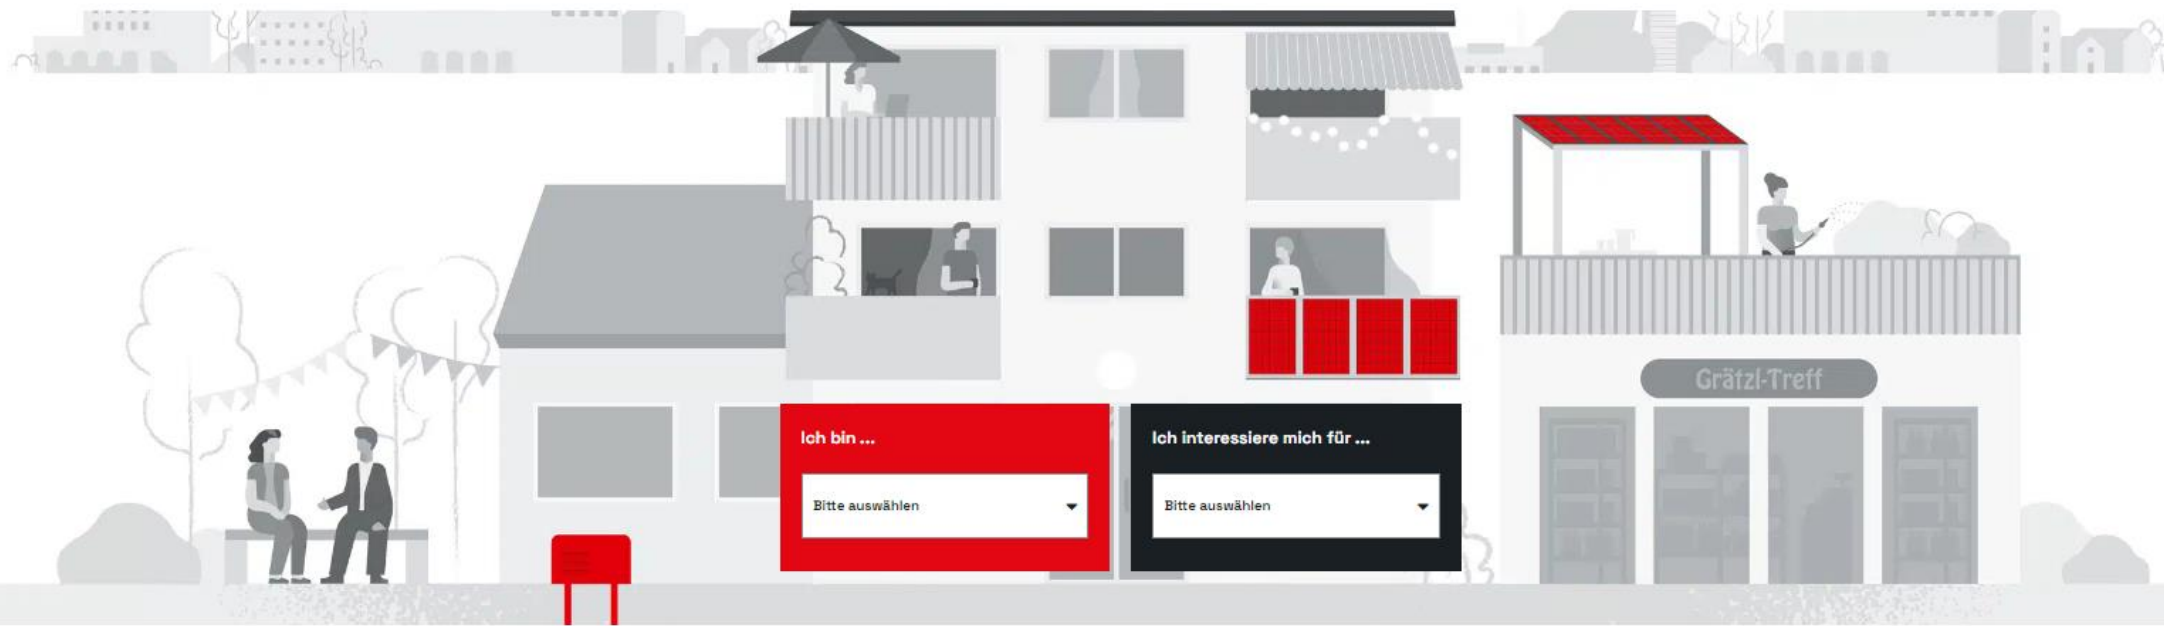 Grätzl-Treff
Ich bin ...
Bitte auswählen
Ich interessiere mich für ...
Bitte auswählen